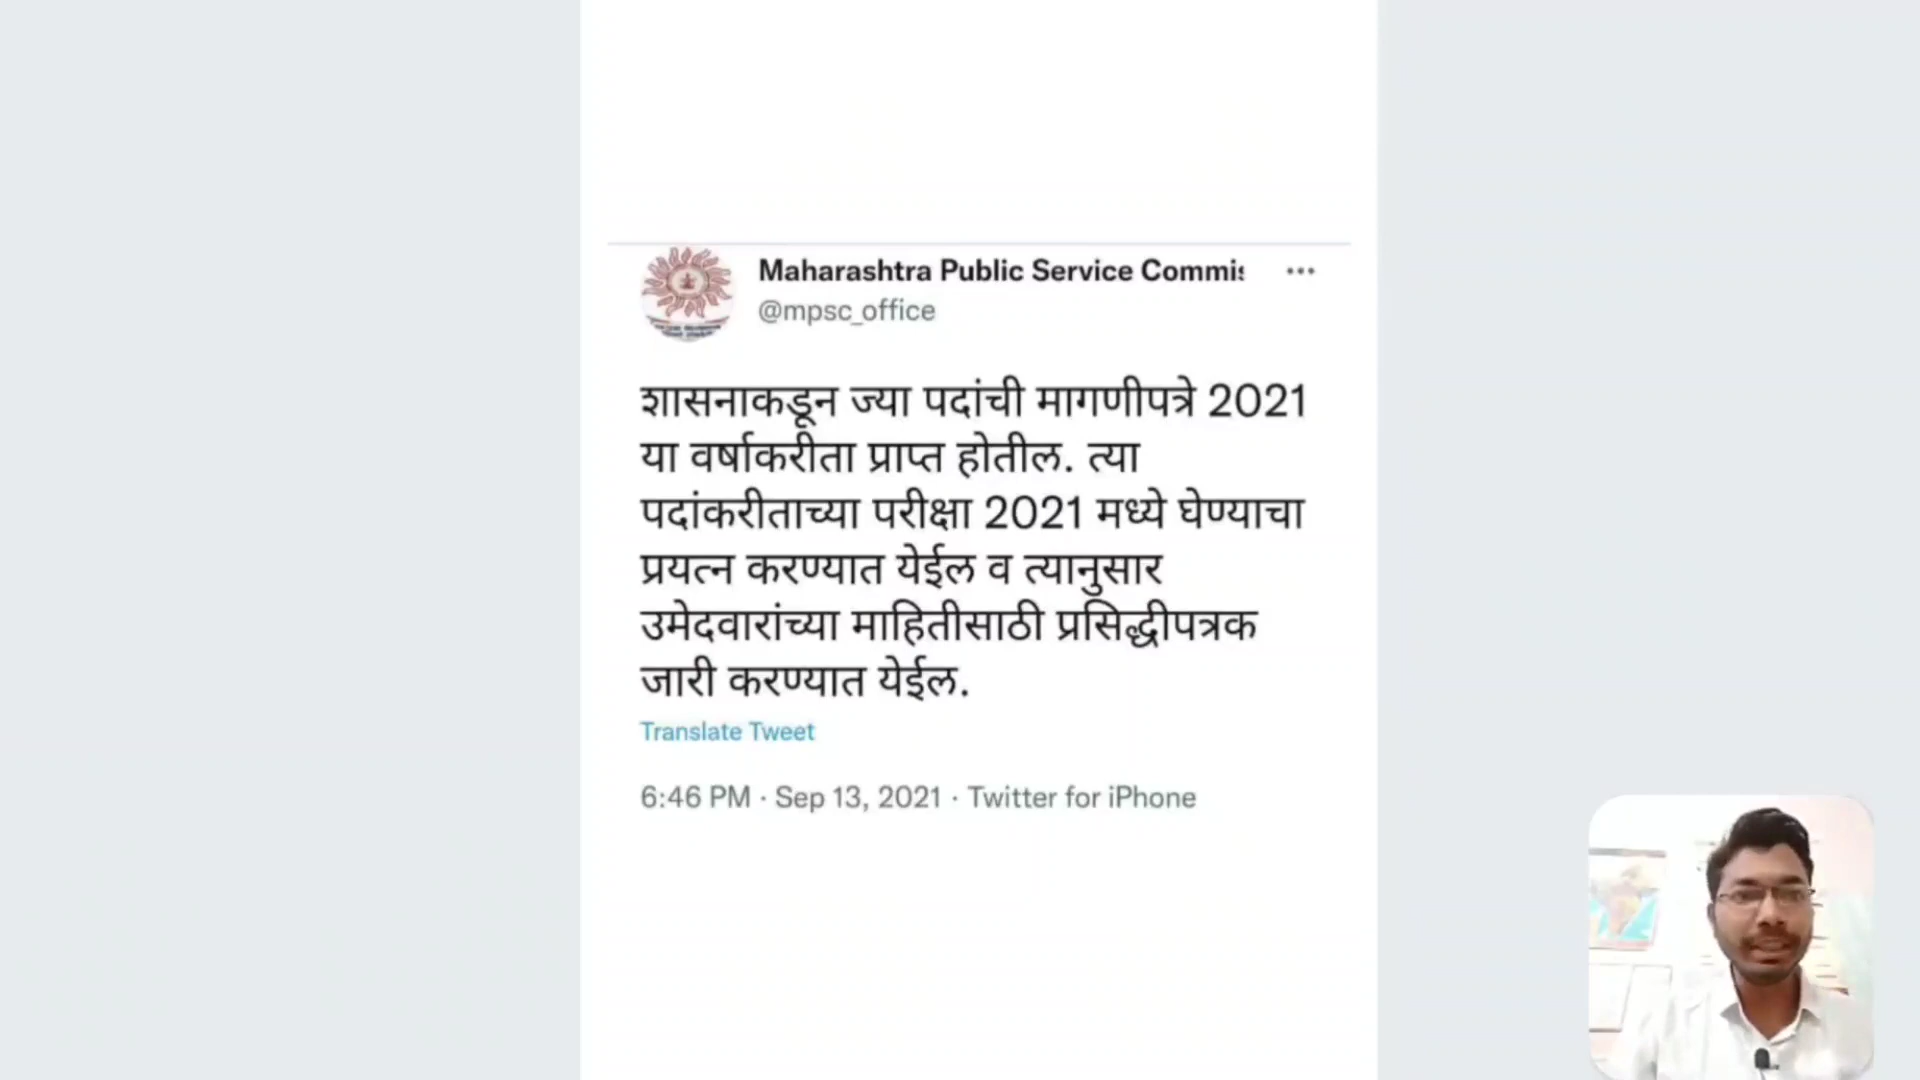 Maharashtra Public Service Commis
@mpsc_office
शासनाकडून ज्या पदांची मागणीपत्रे 2021
या वर्षाकरीता प्राप्त होतील. त्या
पदांकरीताच्या परीक्षा 2021 मध्ये घेण्याचा
प्रयत्न करण्यात येईल व त्यानुसार
उमेदवारांच्या माहितीसाठी प्रसिद्धीपत्रक
जारी करण्यात येईल.
Translate Tweet
6:46 PM · Sep 13, 2021 · Twitter for iPhone